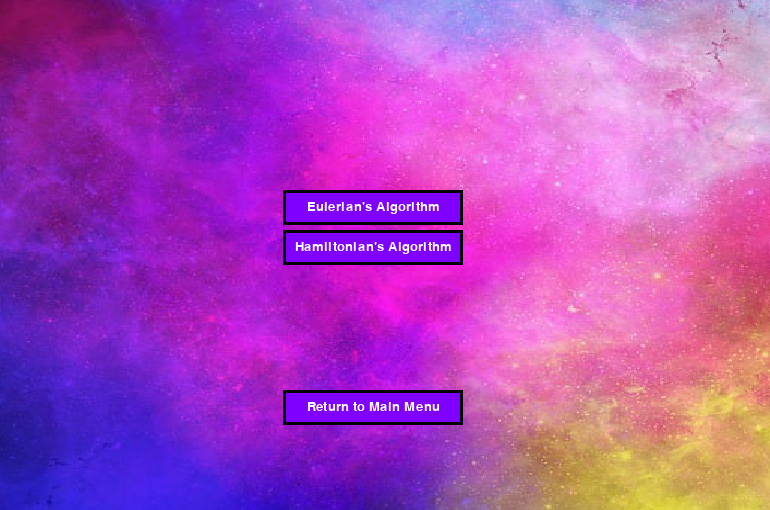 Eulerian's Algorithm
Hamiltonian's Algorithm
Return to Main Menu